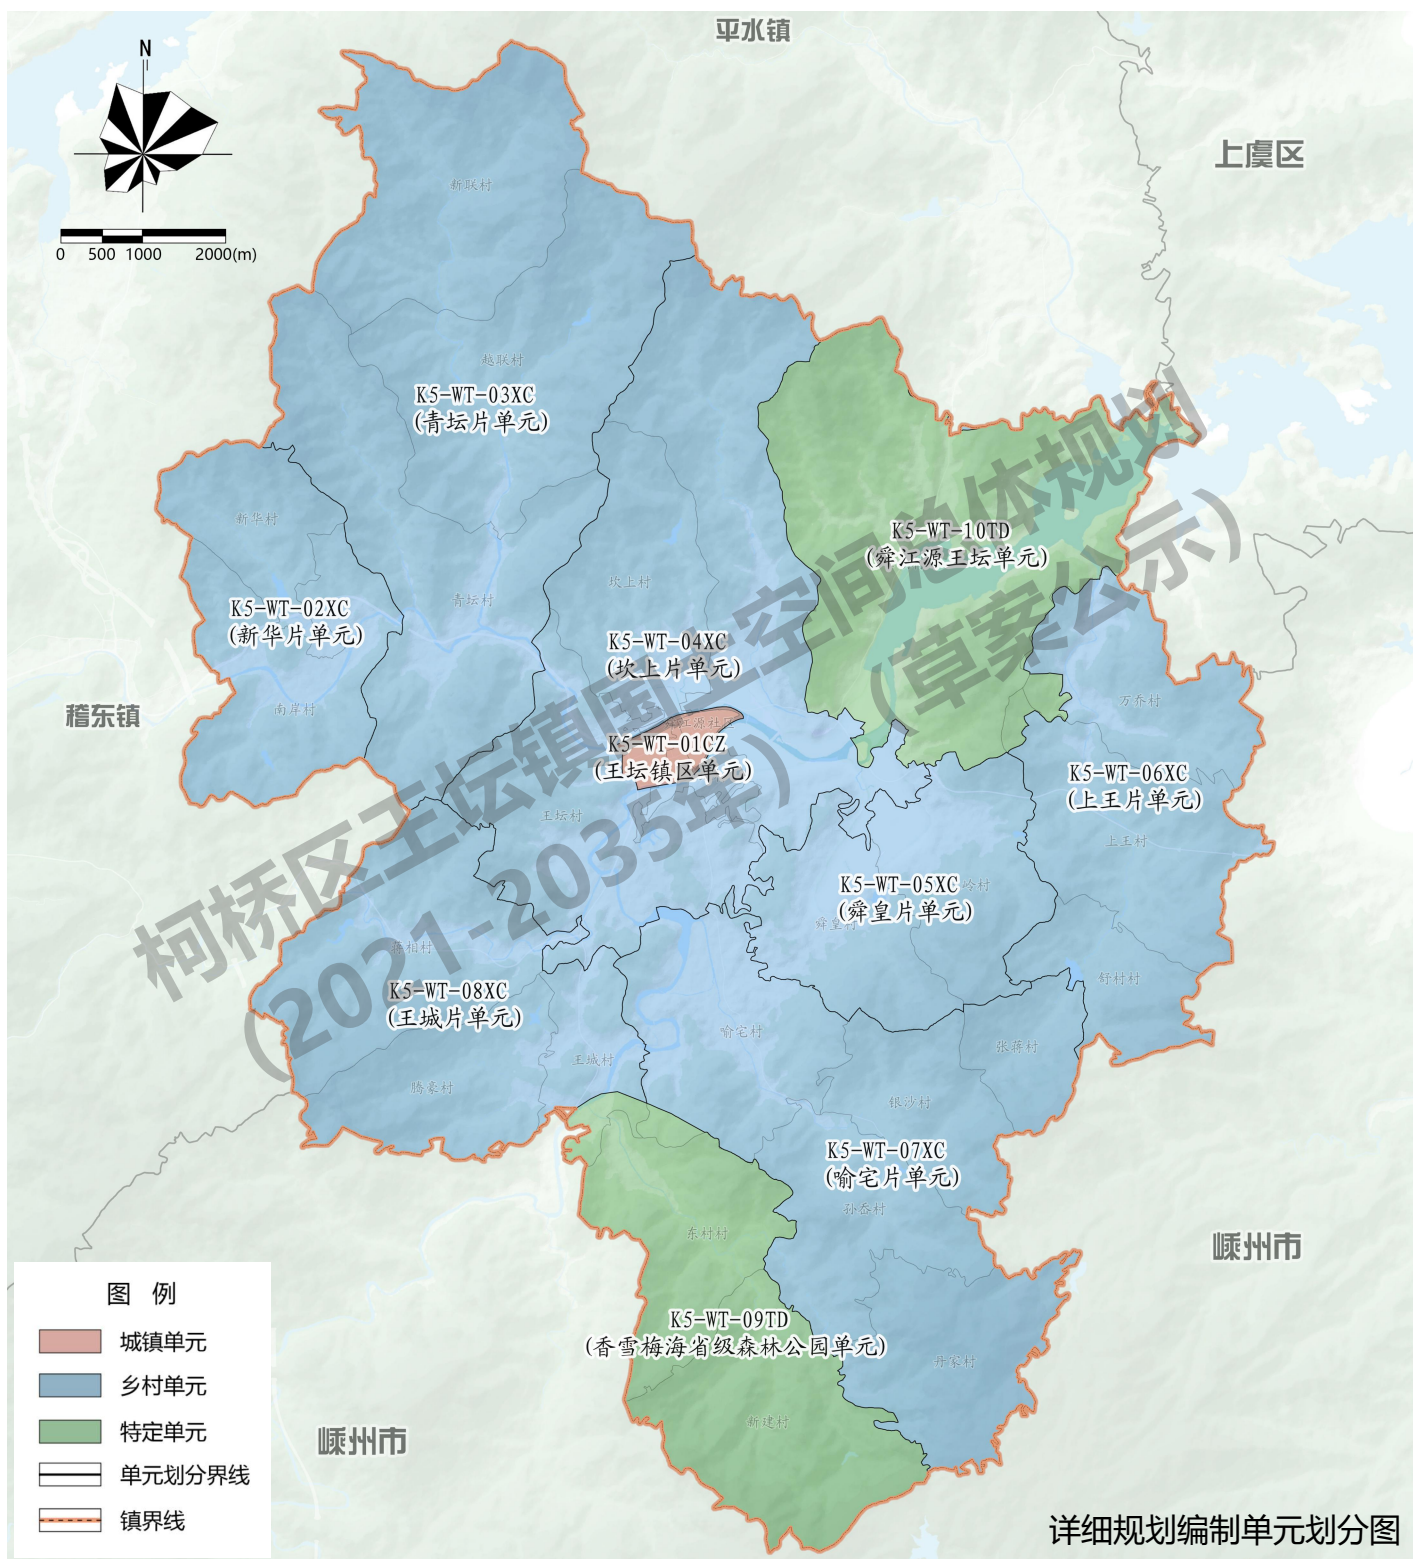 平水镇
N
上虞区
0 500 1000 2000(m)
新联村
越联村
K5-WT-03XC
(青坛片单元)
新华村
K5-WT-10TD
(舜江源王坛单元)
坎上村
青坛村
K5-WT-02XC
(新华片单元)
K5-WT-04XC
(坎上片单元)
稽东镇
南岸村
万乔村
舜江源社区
K5-WT-01CZ
(王坛镇区单元)
K5-WT-06XC
(上王片单元)
王坛村
上王村
K5-WT-05XC
(舜皇片单元)
舜皇村
蒋相村
舒村村
K5-WT-08XC
(王城片单元)
喻宅村
张蒋村
王城村
腾豪村
银沙村
K5-WT-07XC
(喻宅片单元)
孙岙村
东村村
嵊州市
K5-WT-09TD
(香雪梅海省级森林公园单元)
丹家村
新建村
嵊州市
柯桥区王坛镇国土空间总体规划
(2021-2035年)(草案公示)
图 例
城镇单元
乡村单元
特定单元
单元划分界线
镇界线
详细规划编制单元划分图